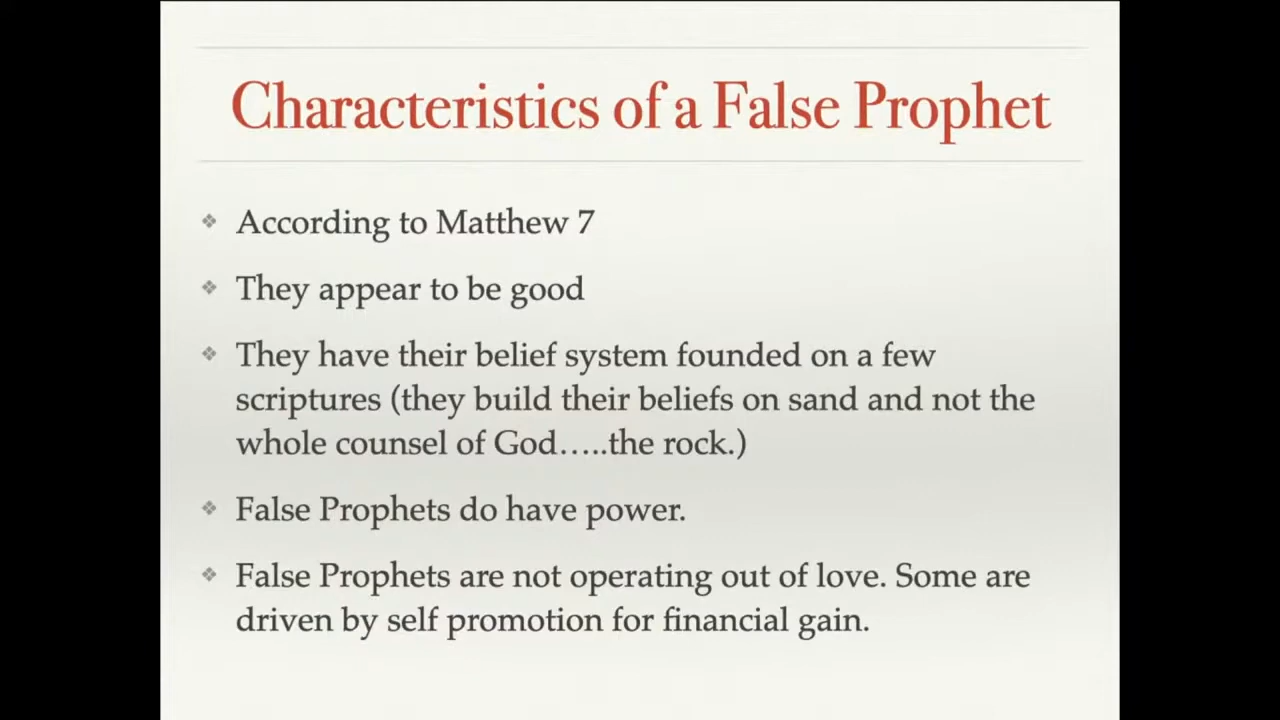 Characteristics of a False Prophet
❖ According to Matthew 7
❖ They appear to be good
❖ They have their belief system founded on a few
scriptures (they build their beliefs on sand and not the
whole counsel of God…..the rock.)
❖ False Prophets do have power.
❖ False Prophets are not operating out of love. Some are
driven by self promotion for financial gain.